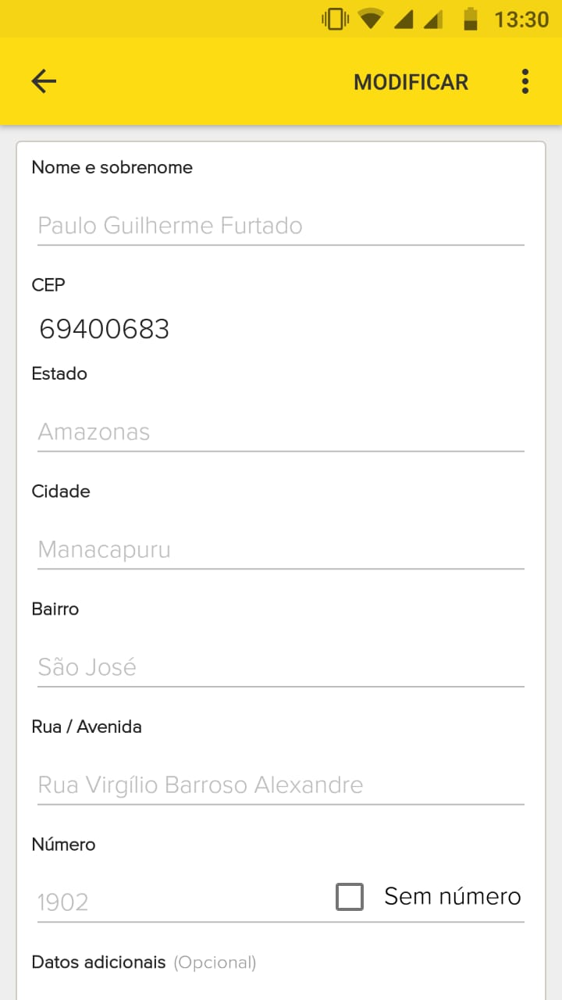 13:30
MODIFICAR
Nome e sobrenome
Paulo Guilherme Furtado
CEP
69400683
Estado
Amazonas
Cidade
Manacapuru
Bairro
São José
Rua / Avenida
Rua Virgílio Barroso Alexandre
Número
1902 Sem número
Datos adicionais (Opcional)